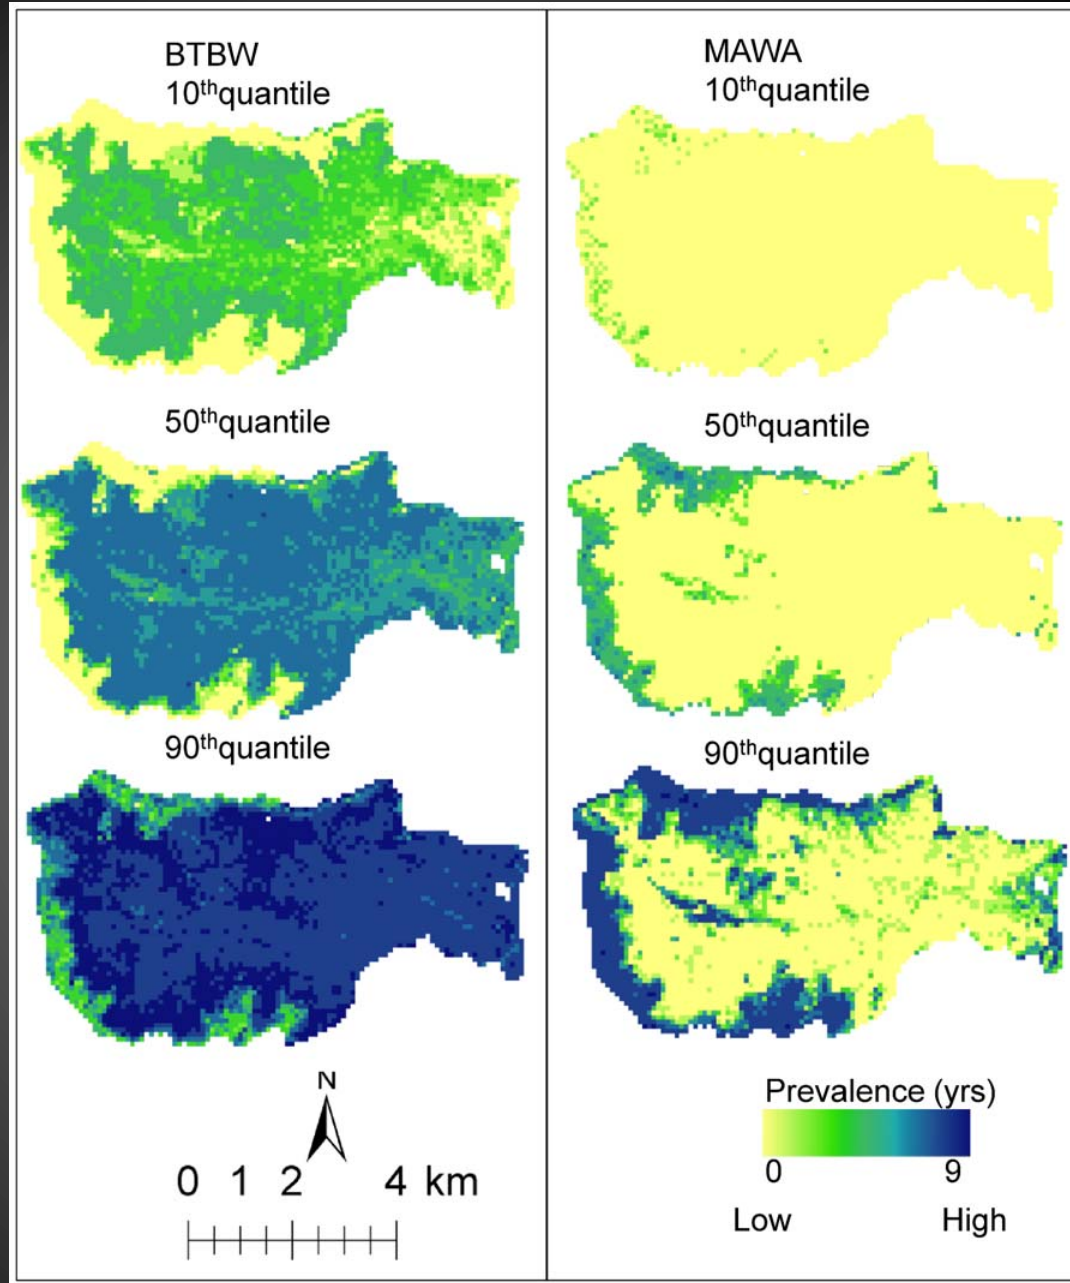 BTBW
10thquantile
50thquantile
90thquantile
N
0 1 2 4 km
MAWA
10thquantile
50thquantile
90thquantile
Prevalence (yrs)
0 9
Low High